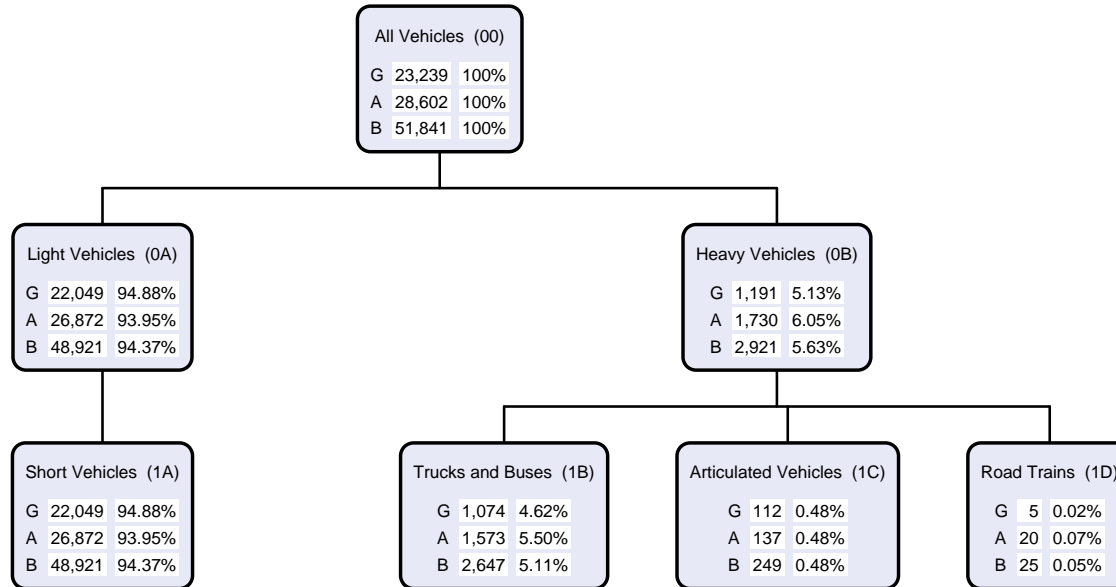 All Vehicles (00)
G 23,239 100%
A 28,602 100%
B 51,841 100%
Light Vehicles (0A)
G 22,049 94.88%
A 26,872 93.95%
B 48,921 94.37%
Heavy Vehicles (0B)
G 1,191 5.13%
A 1,730 6.05%
B 2,921 5.63%
Short Vehicles (1A)
G 22,049 94.88%
A 26,872 93.95%
B 48,921 94.37%
Trucks and Buses (1B)
G 1,074 4.62%
A 1,573 5.50%
B 2,647 5.11%
Articulated Vehicles (1C)
G 112 0.48%
A 137 0.48%
B 249 0.48%
Road Trains (1D)
G 5 0.02%
A 20 0.07%
B 25 0.05%